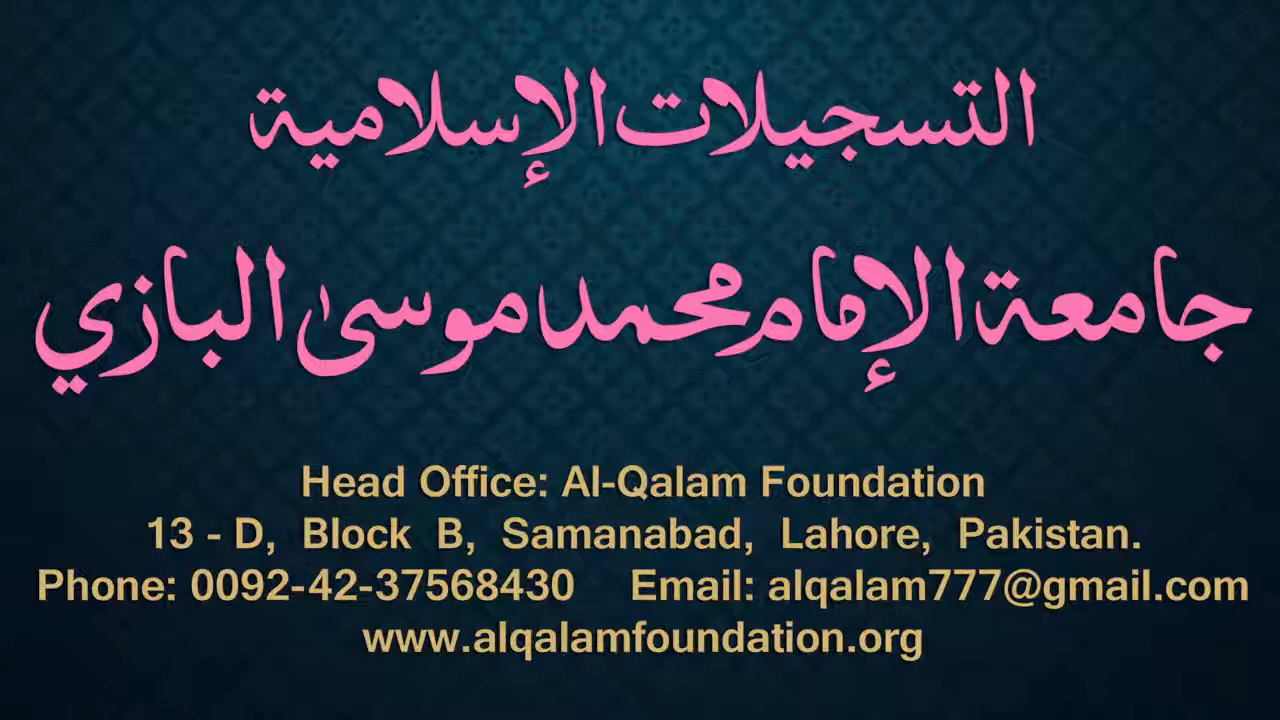 التسجيلات الإسلامية
جامعة الإمام محمد موسىٰ البازي
Head Office: Al-Qalam Foundation
13 - D, Block B, Samanabad, Lahore, Pakistan.
Phone: 0092-42-37568430 Email: alqalam777@gmail.com
www.alqalamfoundation.org